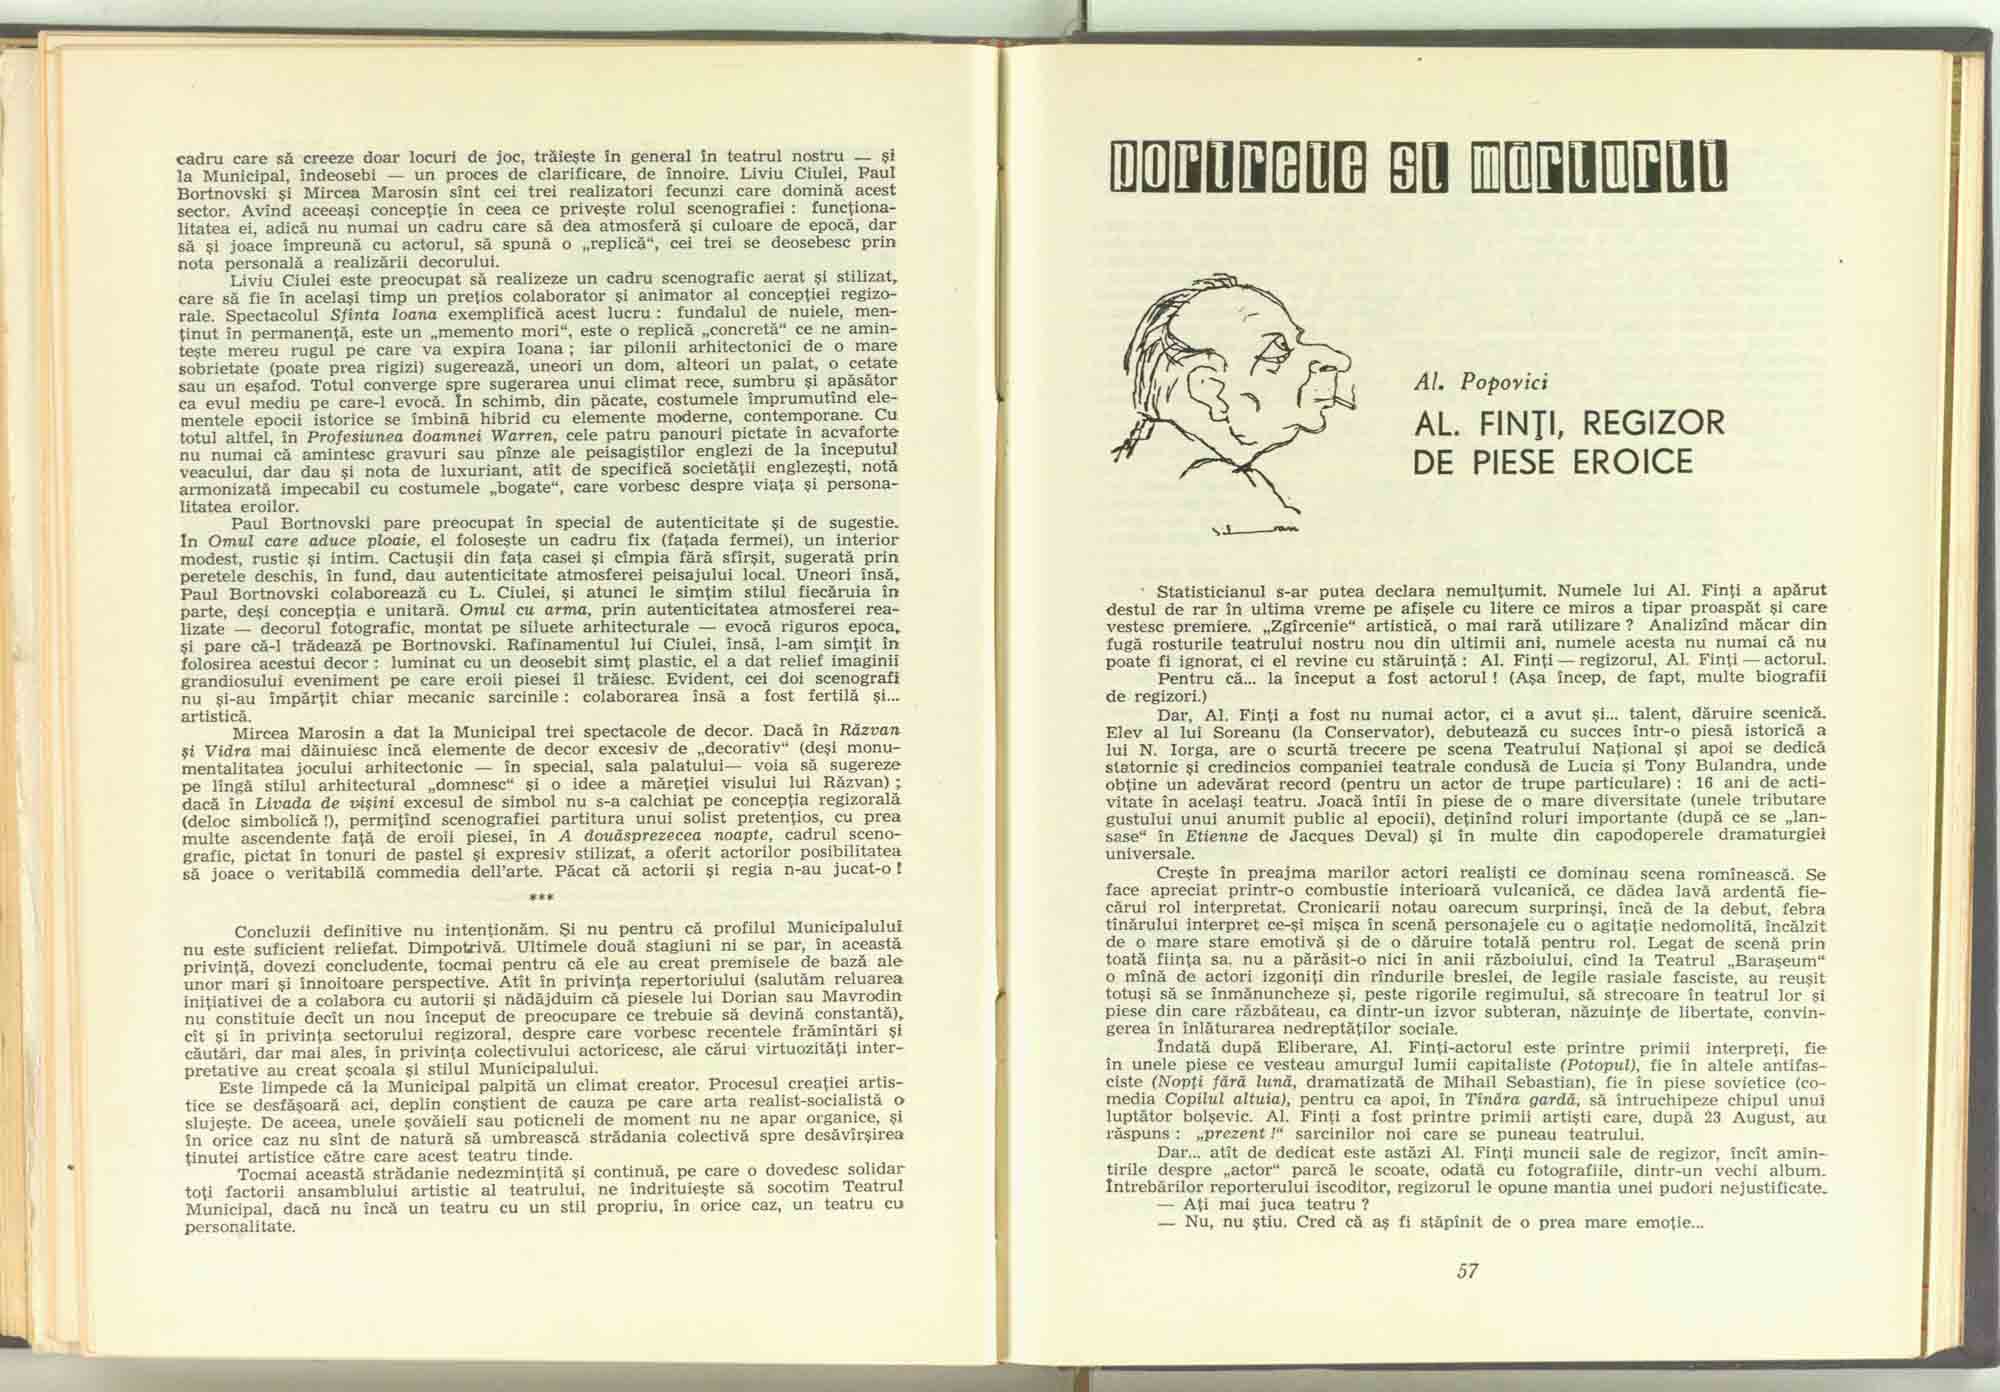 cadru care să creeze doar locuri de joc, trăiește în general în teatrul nostru — și
la Municipal, îndeosebi — un proces de clarificare, de înnoire. Liviu Ciulei, Paul
Bortnovski și Mircea Marosin sînt cei trei realizatori fecunzi care domină acest
sector. Avînd aceeași concepție în ceea ce privește rolul scenografiei : funcționa-
litatea ei, adică nu numai un cadru care să dea atmosferă și culoare de epocă, dar
să și joace împreună cu actorul, să spună o „replică“, cei trei se deosebesc prin
nota personală a realizării decorului.
Liviu Ciulei este preocupat să realizeze un cadru scenografic aerat și stilizat,
care să fie în același timp un prețios colaborator și animator al concepției regizo-
rale. Spectacolul Sfinta Ioana exemplifică acest lucru : fundalul de nuiele, men-
ținut în permanență, este un „memento mori“, este o replică „concretă“ ce ne amin-
tește mereu rugul pe care va expira Ioana ; iar pilonii arhitectonici de o mare
sobrietate (poate prea rigizi) sugerează, uneori un dom, alteori un palat, o cetate
sau un eșafod. Totul converge spre sugerarea unui climat rece, sumbru și apăsător
ca evul mediu pe care-l evocă. În schimb, din păcate, costumele împrumutînd ele-
mentele epocii istorice se îmbină hibrid cu elemente moderne, contemporane. Cu
totul altfel, în Profesiunea doamnei Warren, cele patru panouri pictate în acvaforte
nu numai că amintesc gravuri sau pînze ale peisagiștilor englezi de la începutul
veacului, dar dau și nota de luxuriant, atît de specifică societății englezești, notă
armonizată impecabil cu costumele „bogate“, care vorbesc despre viața și persona-
litatea eroilor.
Paul Bortnovski pare preocupat în special de autenticitate și de sugestie.
În Omul care aduce ploaie, el folosește un cadru fix (fațada fermei), un interior
modest, rustic și intim. Cactușii din fața casei și cîmpia fără sfîrșit, sugerată prin
peretele deschis, în fund, dau autenticitate atmosferei peisajului local. Uneori însă,
Paul Bortnovski colaborează cu L. Ciulei, și atunci le simțim stilul fiecăruia în
parte, deși concepția e unitară. Omul cu arma, prin autenticitatea atmosferei rea-
lizate — decorul fotografic, montat pe siluete arhitecturale — evocă riguros epoca,
și pare că-l trădează pe Bortnovski. Rafinamentul lui Ciulei, însă, l-am simțit în
folosirea acestui decor : luminat cu un deosebit simț plastic, el a dat relief imaginii
grandiosului eveniment pe care eroii piesei îl trăiesc. Evident, cei doi scenografi
nu și-au împărțit chiar mecanic sarcinile : colaborarea însă a fost fertilă și...
artistică.
Mircea Marosin a dat la Municipal trei spectacole de decor. Dacă în Răzvan
și Vidra mai dăinuiesc încă elemente de decor excesiv de „decorativ“ (deși monu-
mentalitatea jocului arhitectonic — în special, sala palatului— voia să sugereze
pe lîngă stilul arhitectural „domnesc“ și o idee a măreției visului lui Răzvan) ;
dacă în Livada de vișini excesul de simbol nu s-a calchiat pe concepția regizorală
(deloc simbolică !), permițînd scenografiei partitura unui solist pretențios, cu prea
multe ascendente față de eroii piesei, în A douăsprezecea noapte, cadrul sceno-
grafic, pictat în tonuri de pastel și expresiv stilizat, a oferit actorilor posibilitatea
să joace o veritabilă commedia dell'arte. Păcat că actorii și regia n-au jucat-o !
***
Concluzii definitive nu intenționăm. Și nu pentru că profilul Municipalului
nu este suficient reliefat. Dimpotrivă. Ultimele două stagiuni ni se par, în această
privință, dovezi concludente, tocmai pentru că ele au creat premisele de bază ale
unor mari și înnoitoare perspective. Atît în privința repertoriului (salutăm reluarea
inițiativei de a colabora cu autorii și nădăjduim că piesele lui Dorian sau Mavrodin
nu constituie decît un nou început de preocupare ce trebuie să devină constantă),
cît și în privința sectorului regizoral, despre care vorbesc recentele frămîntări și
căutări, dar mai ales, în privința colectivului actoricesc, ale cărui virtuozități inter-
pretative au creat școala și stilul Municipalului.
Este limpede că la Municipal palpită un climat creator. Procesul creației artis-
tice se desfășoară aci, deplin conștient de cauza pe care arta realist-socialistă o
slujește. De aceea, unele șovăieli sau poticneli de moment nu ne apar organice, și
în orice caz nu sînt de natură să umbrească strădania colectivă spre desăvîrșirea
ținutei artistice către care acest teatru tinde.
Tocmai această strădanie nedezmințită și continuă, pe care o dovedesc solidar
toți factorii ansamblului artistic al teatrului, ne îndrituiește să socotim Teatrul
Municipal, dacă nu încă un teatru cu un stil propriu, în orice caz, un teatru cu
personalitate.
portrete si mărturii
Al. Popovici
AL. FINȚI, REGIZOR
DE PIESE EROICE
Statisticianul s-ar putea declara nemulțumit. Numele lui Al. Finți a apărut
destul de rar în ultima vreme pe afișele cu litere ce miros a tipar proaspăt și care
vestesc premiere. „Zgîrcenie“ artistică, o mai rară utilizare ? Analizînd măcar din
fugă rosturile teatrului nostru nou din ultimii ani, numele acesta nu numai că nu
poate fi ignorat, ci el revine cu stăruință : Al. Finți — regizorul, Al. Finți — actorul.
Pentru că... la început a fost actorul ! (Așa încep, de fapt, multe biografii
de regizori.)
Dar, Al. Finți a fost nu numai actor, ci a avut și... talent, dăruire scenică.
Elev al lui Soreanu (la Conservator), debutează cu succes într-o piesă istorică a
lui N. Iorga, are o scurtă trecere pe scena Teatrului Național și apoi se dedică
statornic și credincios companiei teatrale condusă de Lucia și Tony Bulandra, unde
obține un adevărat record (pentru un actor de trupe particulare) : 16 ani de acti-
vitate în același teatru. Joacă întîi în piese de o mare diversitate (unele tributare
gustului unui anumit public al epocii), deținînd roluri importante (după ce se „lan-
sase“ în Etienne de Jacques Deval) și în multe din capodoperele dramaturgiei
universale.
Crește în preajma marilor actori realiști ce dominau scena romînească. Se
face apreciat printr-o combustie interioară vulcanică, ce dădea lavă ardentă fie-
cărui rol interpretat. Cronicarii notau oarecum surprinși, încă de la debut, febra
tînărului interpret ce-și mișca în scenă personajele cu o agitație nedomolită, încălzit
de o mare stare emotivă și de o dăruire totală pentru rol. Legat de scenă prin
toată ființa sa, nu a părăsit-o nici în anii războiului, cînd la Teatrul „Barașeum“
o mînă de actori izgoniți din rîndurile breslei, de legile rasiale fasciste, au reușit
totuși să se înmănuncheze și, peste rigorile regimului, să strecoare în teatrul lor și
piese din care răzbăteau, ca dintr-un izvor subteran, năzuințe de libertate, convin-
gerea în înlăturarea nedreptăților sociale.
Îndată după Eliberare, Al. Finți-actorul este printre primii interpreți, fie
în unele piese ce vesteau amurgul lumii capitaliste (Potopul), fie în altele antifas-
ciste (Nopți fără lună, dramatizată de Mihail Sebastian), fie în piese sovietice (co-
media Copilul altuia), pentru ca apoi, în Tînăra gardă, să întruchipeze chipul unui
luptător bolșevic. Al. Finți a fost printre primii artiști care, după 23 August, au
răspuns : „prezent !“ sarcinilor noi care se puneau teatrului.
Dar... atît de dedicat este astăzi Al. Finți muncii sale de regizor, încît amin-
tirile despre „actor“ parcă le scoate, odată cu fotografiile, dintr-un vechi album.
Întrebărilor reporterului iscoditor, regizorul le opune mantia unei pudori nejustificate.
— Ați mai juca teatru ?
— Nu, nu știu. Cred că aș fi stăpînit de o prea mare emoție...
57